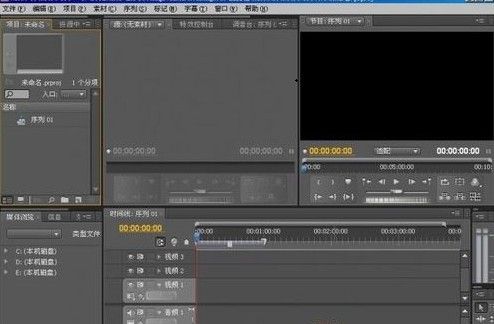 文件(F) 编辑(E) 项目(P) 素材(C) 序列(S) 标记(M) 字幕(T) 窗口(W) 帮助(H)
项目: 未命名 资源中
源:(无素材) 特效控制台 调音台: 序列
节目: 序列 01
未命名.prproj 1 个分项
入口:
名称
序列 01
00;00;00;00 00;00;00;00
00:00:00:00 适配 00:00:00:00
00:00 00:05:00:00 00:10:
媒体浏览 信息
文件类型
C:(本机磁盘)
D:(本机磁盘)
E:(本机磁盘)
时间线: 序列 01
00:00:00:00
00:00 00:01:00:00 00:02:00:00 00:03:00:00
视频 3
视频 2
视频 1
音频 1